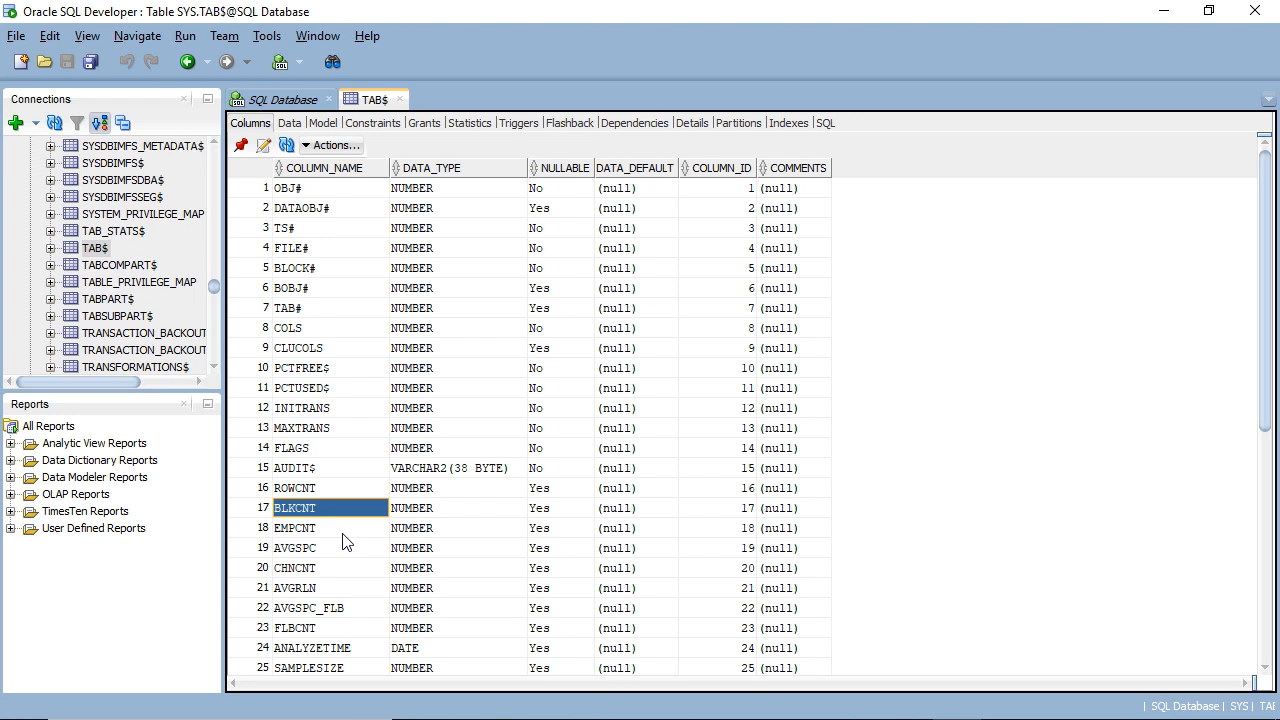 Oracle SQL Developer : Table SYS.TAB$@SQL Database
File Edit View Navigate Run Team Tools Window Help
Connections
SYSDBIMFS_METADATA$
SYSDBIMFS$
SYSDBIMFSDBA$
SYSDBIMFSSEG$
SYSTEM_PRIVILEGE_MAP
TAB_STATS$
TAB$
TABCOMPART$
TABLE_PRIVILEGE_MAP
TABPART$
TABSUBPART$
TRANSACTION_BACKOUT
TRANSACTION_BACKOUT
TRANSFORMATIONS$
Reports
All Reports
Analytic View Reports
Data Dictionary Reports
Data Modeler Reports
OLAP Reports
TimesTen Reports
User Defined Reports
SQL Database TAB$
Columns Data Model Constraints Grants Statistics Triggers Flashback Dependencies Details Partitions Indexes SQL
Actions...
COLUMN_NAME DATA_TYPE NULLABLE DATA_DEFAULT COLUMN_ID COMMENTS
1 OBJ# NUMBER No (null) 1 (null)
2 DATAOBJ# NUMBER Yes (null) 2 (null)
3 TS# NUMBER No (null) 3 (null)
4 FILE# NUMBER No (null) 4 (null)
5 BLOCK# NUMBER No (null) 5 (null)
6 BOBJ# NUMBER Yes (null) 6 (null)
7 TAB# NUMBER Yes (null) 7 (null)
8 COLS NUMBER No (null) 8 (null)
9 CLUCOLS NUMBER Yes (null) 9 (null)
10 PCTFREE$ NUMBER No (null) 10 (null)
11 PCTUSED$ NUMBER No (null) 11 (null)
12 INITRANS NUMBER No (null) 12 (null)
13 MAXTRANS NUMBER No (null) 13 (null)
14 FLAGS NUMBER No (null) 14 (null)
15 AUDIT$ VARCHAR2(38 BYTE) No (null) 15 (null)
16 ROWCNT NUMBER Yes (null) 16 (null)
17 BLKCNT NUMBER Yes (null) 17 (null)
18 EMPCNT NUMBER Yes (null) 18 (null)
19 AVGSPC NUMBER Yes (null) 19 (null)
20 CHNCNT NUMBER Yes (null) 20 (null)
21 AVGRLN NUMBER Yes (null) 21 (null)
22 AVGSPC_FLB NUMBER Yes (null) 22 (null)
23 FLBCNT NUMBER Yes (null) 23 (null)
24 ANALYZETIME DATE Yes (null) 24 (null)
25 SAMPLESIZE NUMBER Yes (null) 25 (null)
| SQL Database | SYS | TA